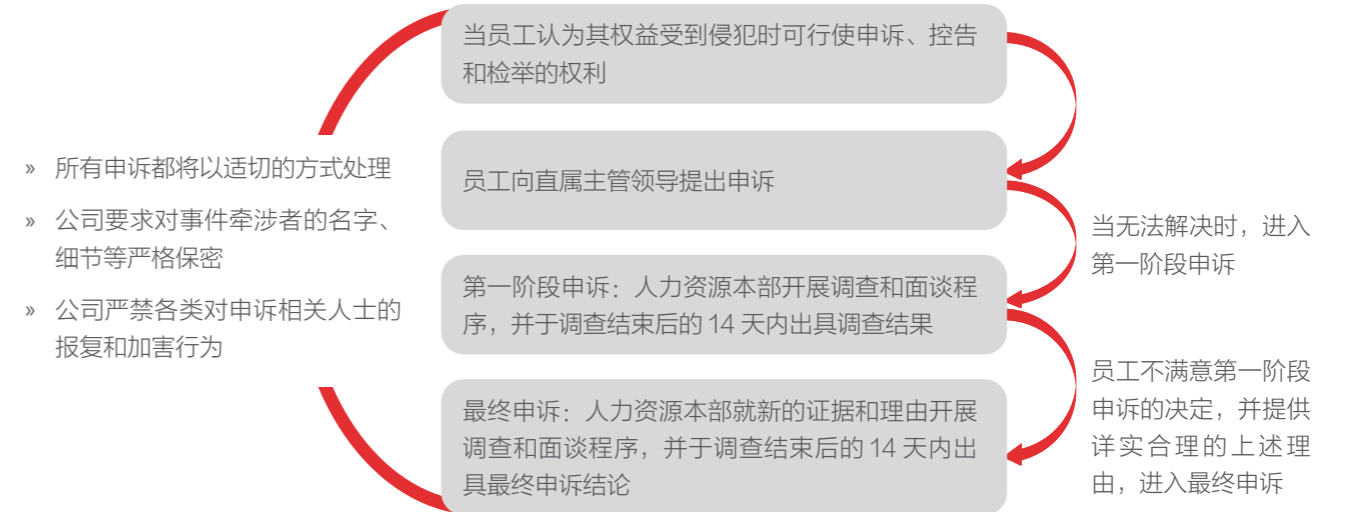 » 所有申诉都将以适切的方式处理
» 公司要求对事件牵涉者的名字、
细节等严格保密
» 公司严禁各类对申诉相关人士的
报复和加害行为
当员工认为其权益受到侵犯时可行使申诉、控告
和检举的权利
员工向直属主管领导提出申诉
当无法解决时，进入
第一阶段申诉
第一阶段申诉：人力资源本部开展调查和面谈程
序，并于调查结束后的 14 天内出具调查结果
员工不满意第一阶段
申诉的决定，并提供
详实合理的上述理
由，进入最终申诉
最终申诉：人力资源本部就新的证据和理由开展
调查和面谈程序，并于调查结束后的 14 天内出
具最终申诉结论